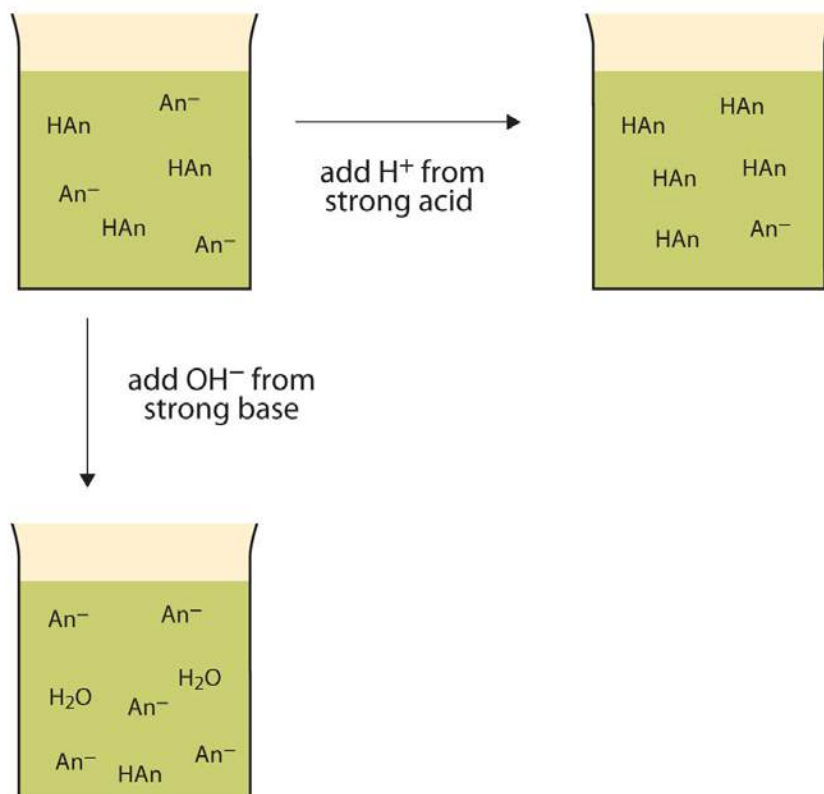 An⁻
HAn
HAn
An⁻
HAn
An⁻
add H⁺ from
strong acid
HAn
HAn
HAn
HAn
HAn
An⁻
add OH⁻ from
strong base
An⁻
An⁻
H₂O
H₂O
An⁻
An⁻
An⁻
HAn